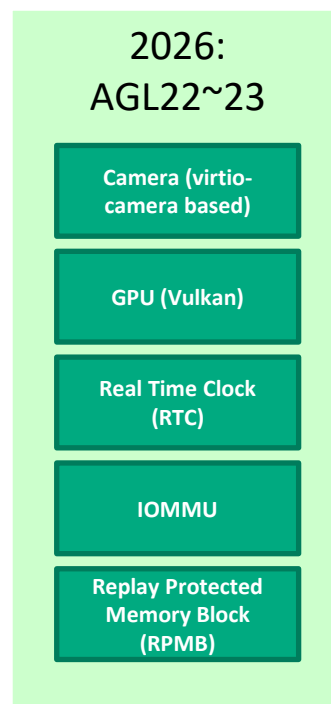 2026:
AGL22~23
Camera (virtio-
camera based)
GPU (Vulkan)
Real Time Clock
(RTC)
IOMMU
Replay Protected
Memory Block
(RPMB)